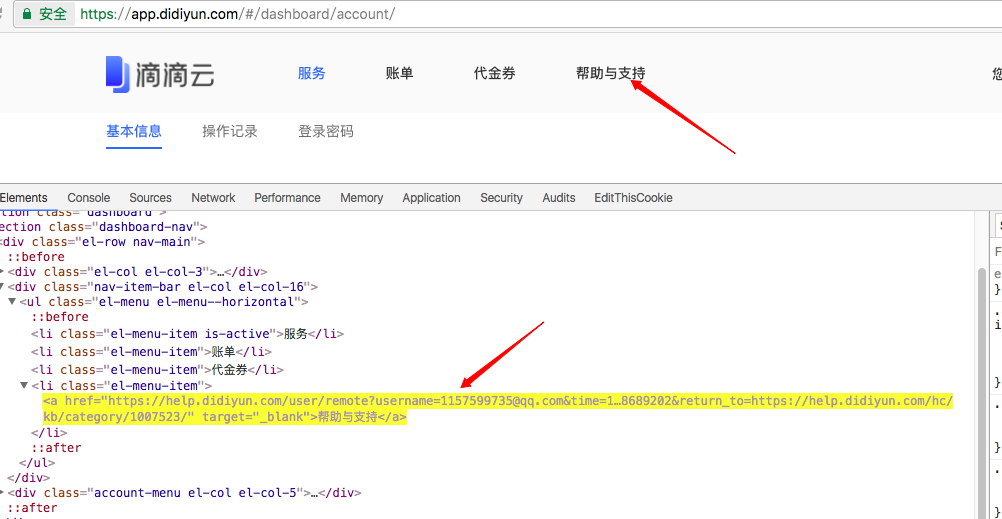 安全 https://app.didiyun.com/#/dashboard/account/
滴滴云 服务 账单 代金券 帮助与支持 您
基本信息 操作记录 登录密码
Elements Console Sources Network Performance Memory Application Security Audits EditThisCookie
ction class="dashboard">
ection class="dashboard-nav">
<div class="el-row nav-main">
::before
<div class="el-col el-col-3">…</div>
<div class="nav-item-bar el-col el-col-16">
<ul class="el-menu el-menu--horizontal">
::before
<li class="el-menu-item is-active">服务</li>
<li class="el-menu-item">账单</li>
<li class="el-menu-item">代金券</li>
<li class="el-menu-item">
<a href="https://help.didiyun.com/user/remote?username=1157599735@qq.com&time=1…8689202&return_to=https://help.didiyun.com/hc/
kb/category/1007523/" target="_blank">帮助与支持</a>
</li>
::after
</ul>
</div>
<div class="account-menu el-col el-col-5">…</div>
::after